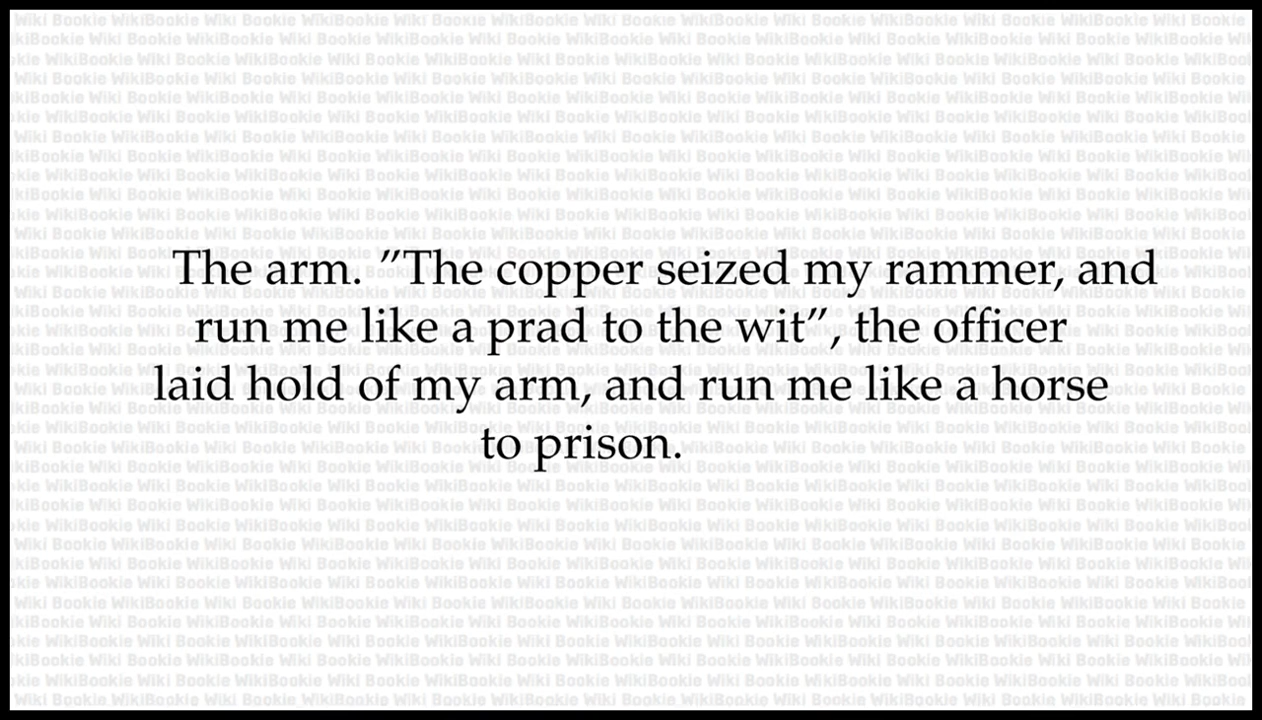 The arm. ”The copper seized my rammer, and
run me like a prad to the wit”, the officer
laid hold of my arm, and run me like a horse
to prison.